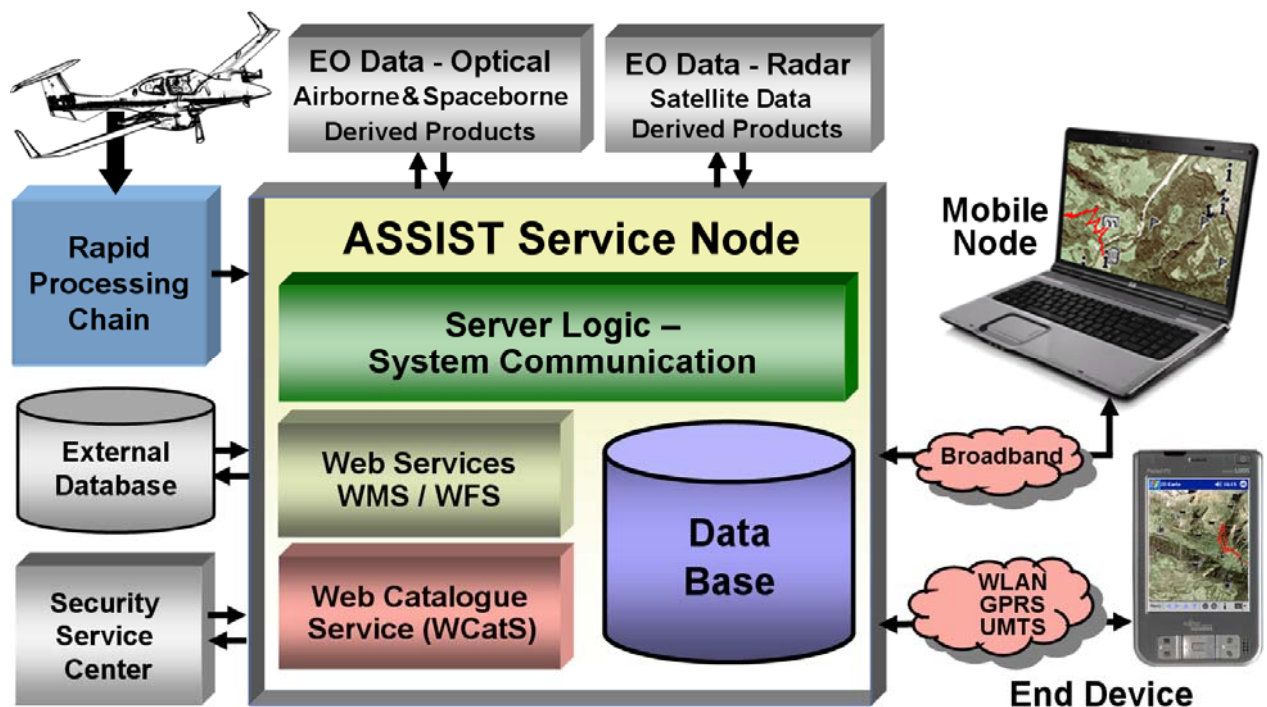 EO Data - Optical
Airborne&Spaceborne
Derived Products
EO Data - Radar
Satellite Data
Derived Products
Rapid
Processing
Chain
ASSIST Service Node
Server Logic –
System Communication
Mobile
Node
External
Database
Web Services
WMS / WFS
Data
Base
Broadband
Security
Service
Center
Web Catalogue
Service (WCatS)
WLAN
GPRS
UMTS
End Device